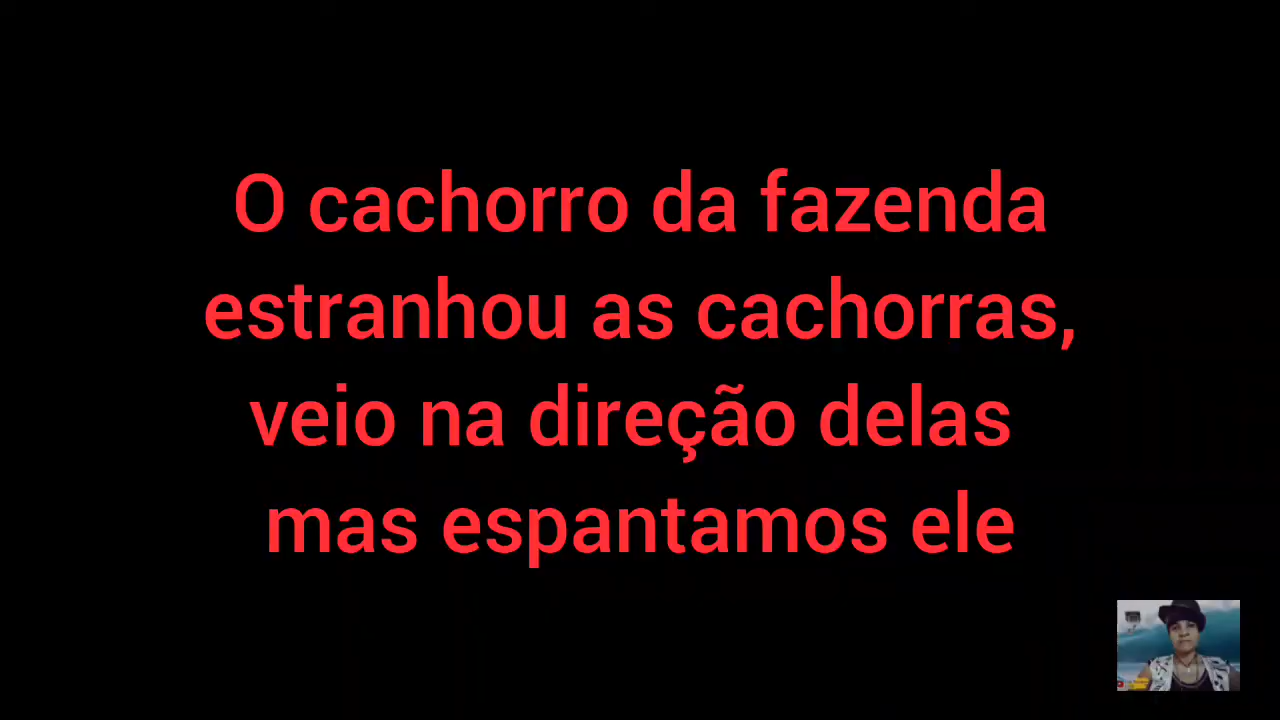 O cachorro da fazenda
estranhou as cachorras,
veio na direção delas
mas espantamos ele